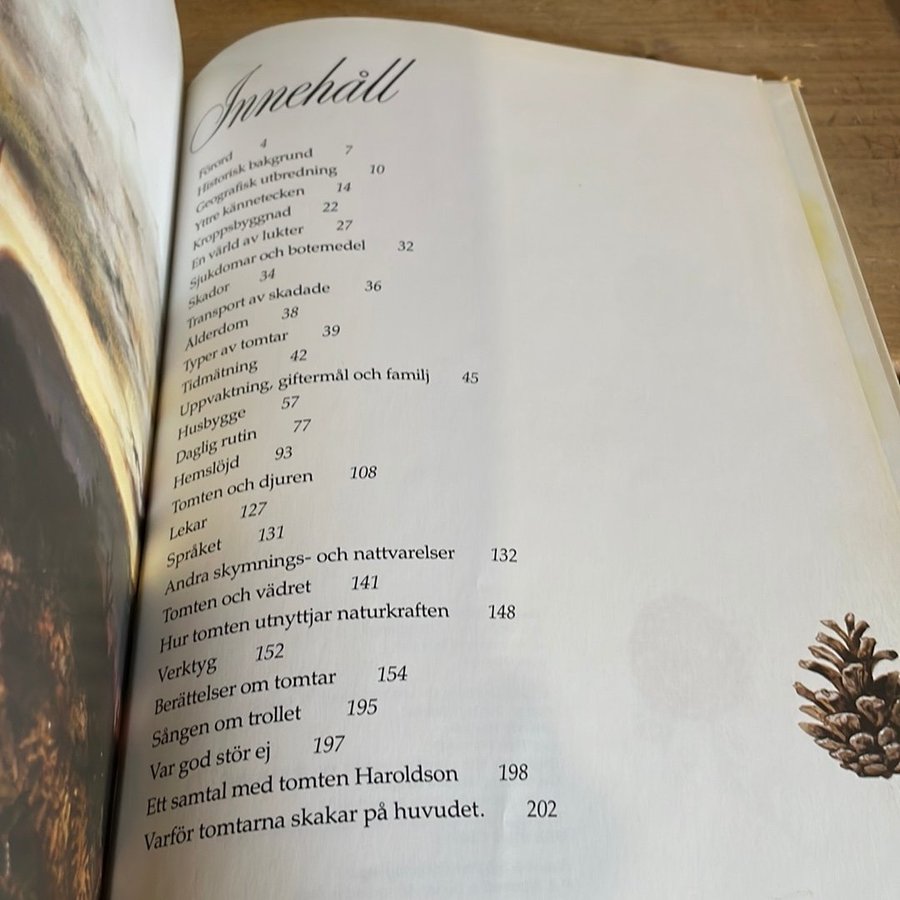 Innehåll
Förord 4
Historisk bakgrund 7
Geografisk utbredning 10
Yttre kännetecken 14
Kroppsbyggnad 22
En värld av lukter 27
Sjukdomar och botemedel 32
Skador 34
Transport av skadade 36
Ålderdom 38
Typer av tomtar 39
Tidmätning 42
Uppvaktning, giftermål och familj 45
Husbygge 57
Daglig rutin 77
Hemslöjd 93
Tomten och djuren 108
Lekar 127
Språket 131
Andra skymnings- och nattvarelser 132
Tomten och vädret 141
Hur tomten utnyttjar naturkraften 148
Verktyg 152
Berättelser om tomtar 154
Sången om trollet 195
Var god stör ej 197
Ett samtal med tomten Haroldson 198
Varför tomtarna skakar på huvudet. 202